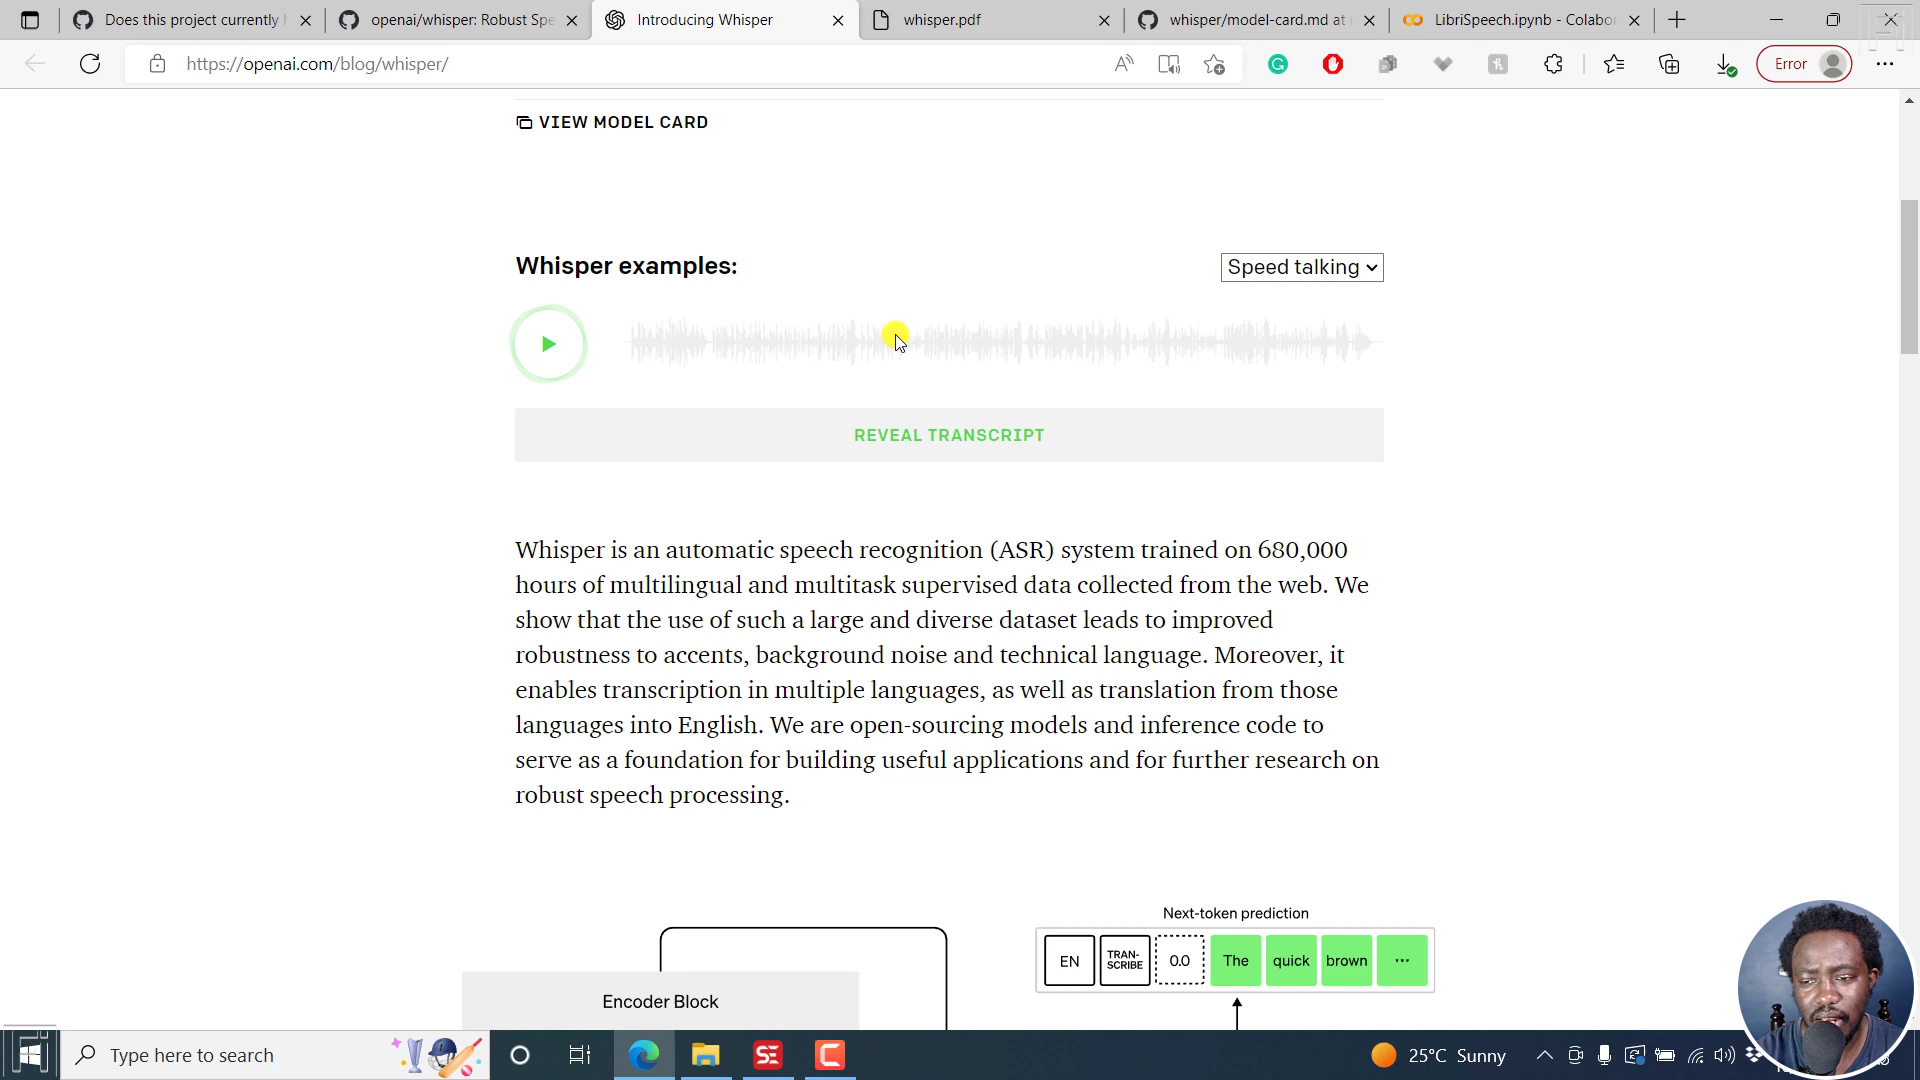 Does this project currently
openai/whisper: Robust Spe
Introducing Whisper
whisper.pdf
whisper/model-card.md at
LibriSpeech.ipynb - Colabo
https://openai.com/blog/whisper/
Error
VIEW MODEL CARD
Whisper examples:
Speed talking
REVEAL TRANSCRIPT
Whisper is an automatic speech recognition (ASR) system trained on 680,000
hours of multilingual and multitask supervised data collected from the web. We
show that the use of such a large and diverse dataset leads to improved
robustness to accents, background noise and technical language. Moreover, it
enables transcription in multiple languages, as well as translation from those
languages into English. We are open-sourcing models and inference code to
serve as a foundation for building useful applications and for further research on
robust speech processing.
Next-token prediction
EN
TRAN-
SCRIBE
0.0
The
quick
brown
...
Encoder Block
Type here to search
SE
25°C Sunny